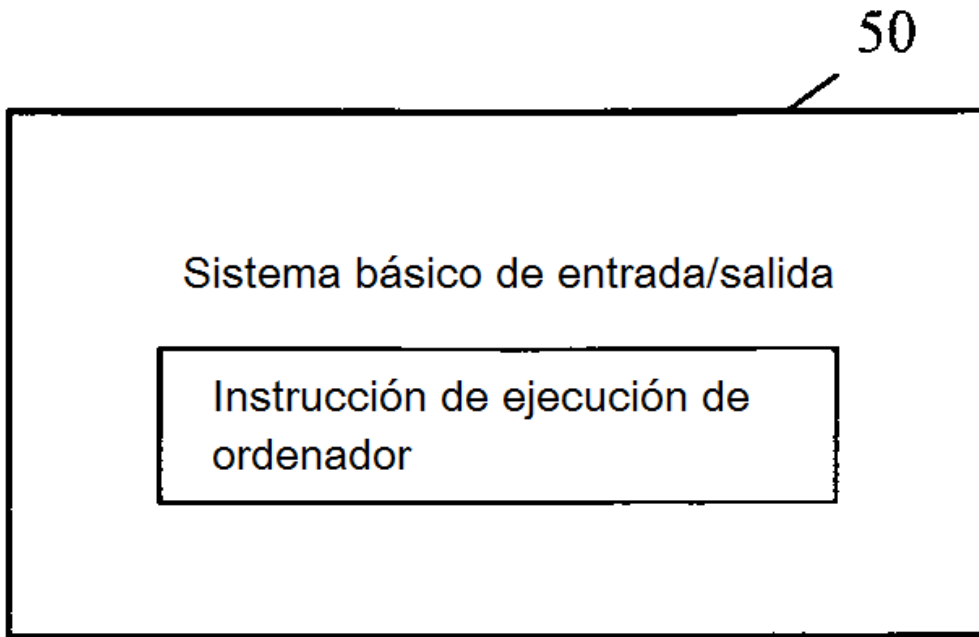 50
Sistema básico de entrada/salida
Instrucción de ejecución de
ordenador